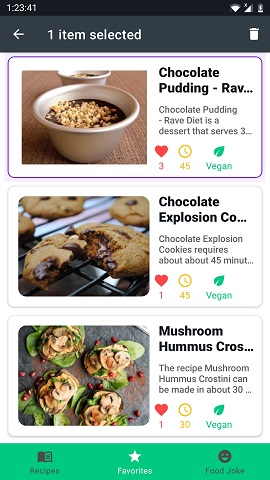 1:23:41
1 item selected
Chocolate
Pudding - Rav...
Chocolate Pudding
- Rave Diet is a
dessert that serves 3...
3 45 Vegan
Chocolate
Explosion Co...
Chocolate Explosion
Cookies requires
about about 45 minut...
1 45 Vegan
Mushroom
Hummus Cros...
The recipe Mushroom
Hummus Crostini can
be made in about 30 ...
1 30 Vegan
Recipes Favorites Food Joke